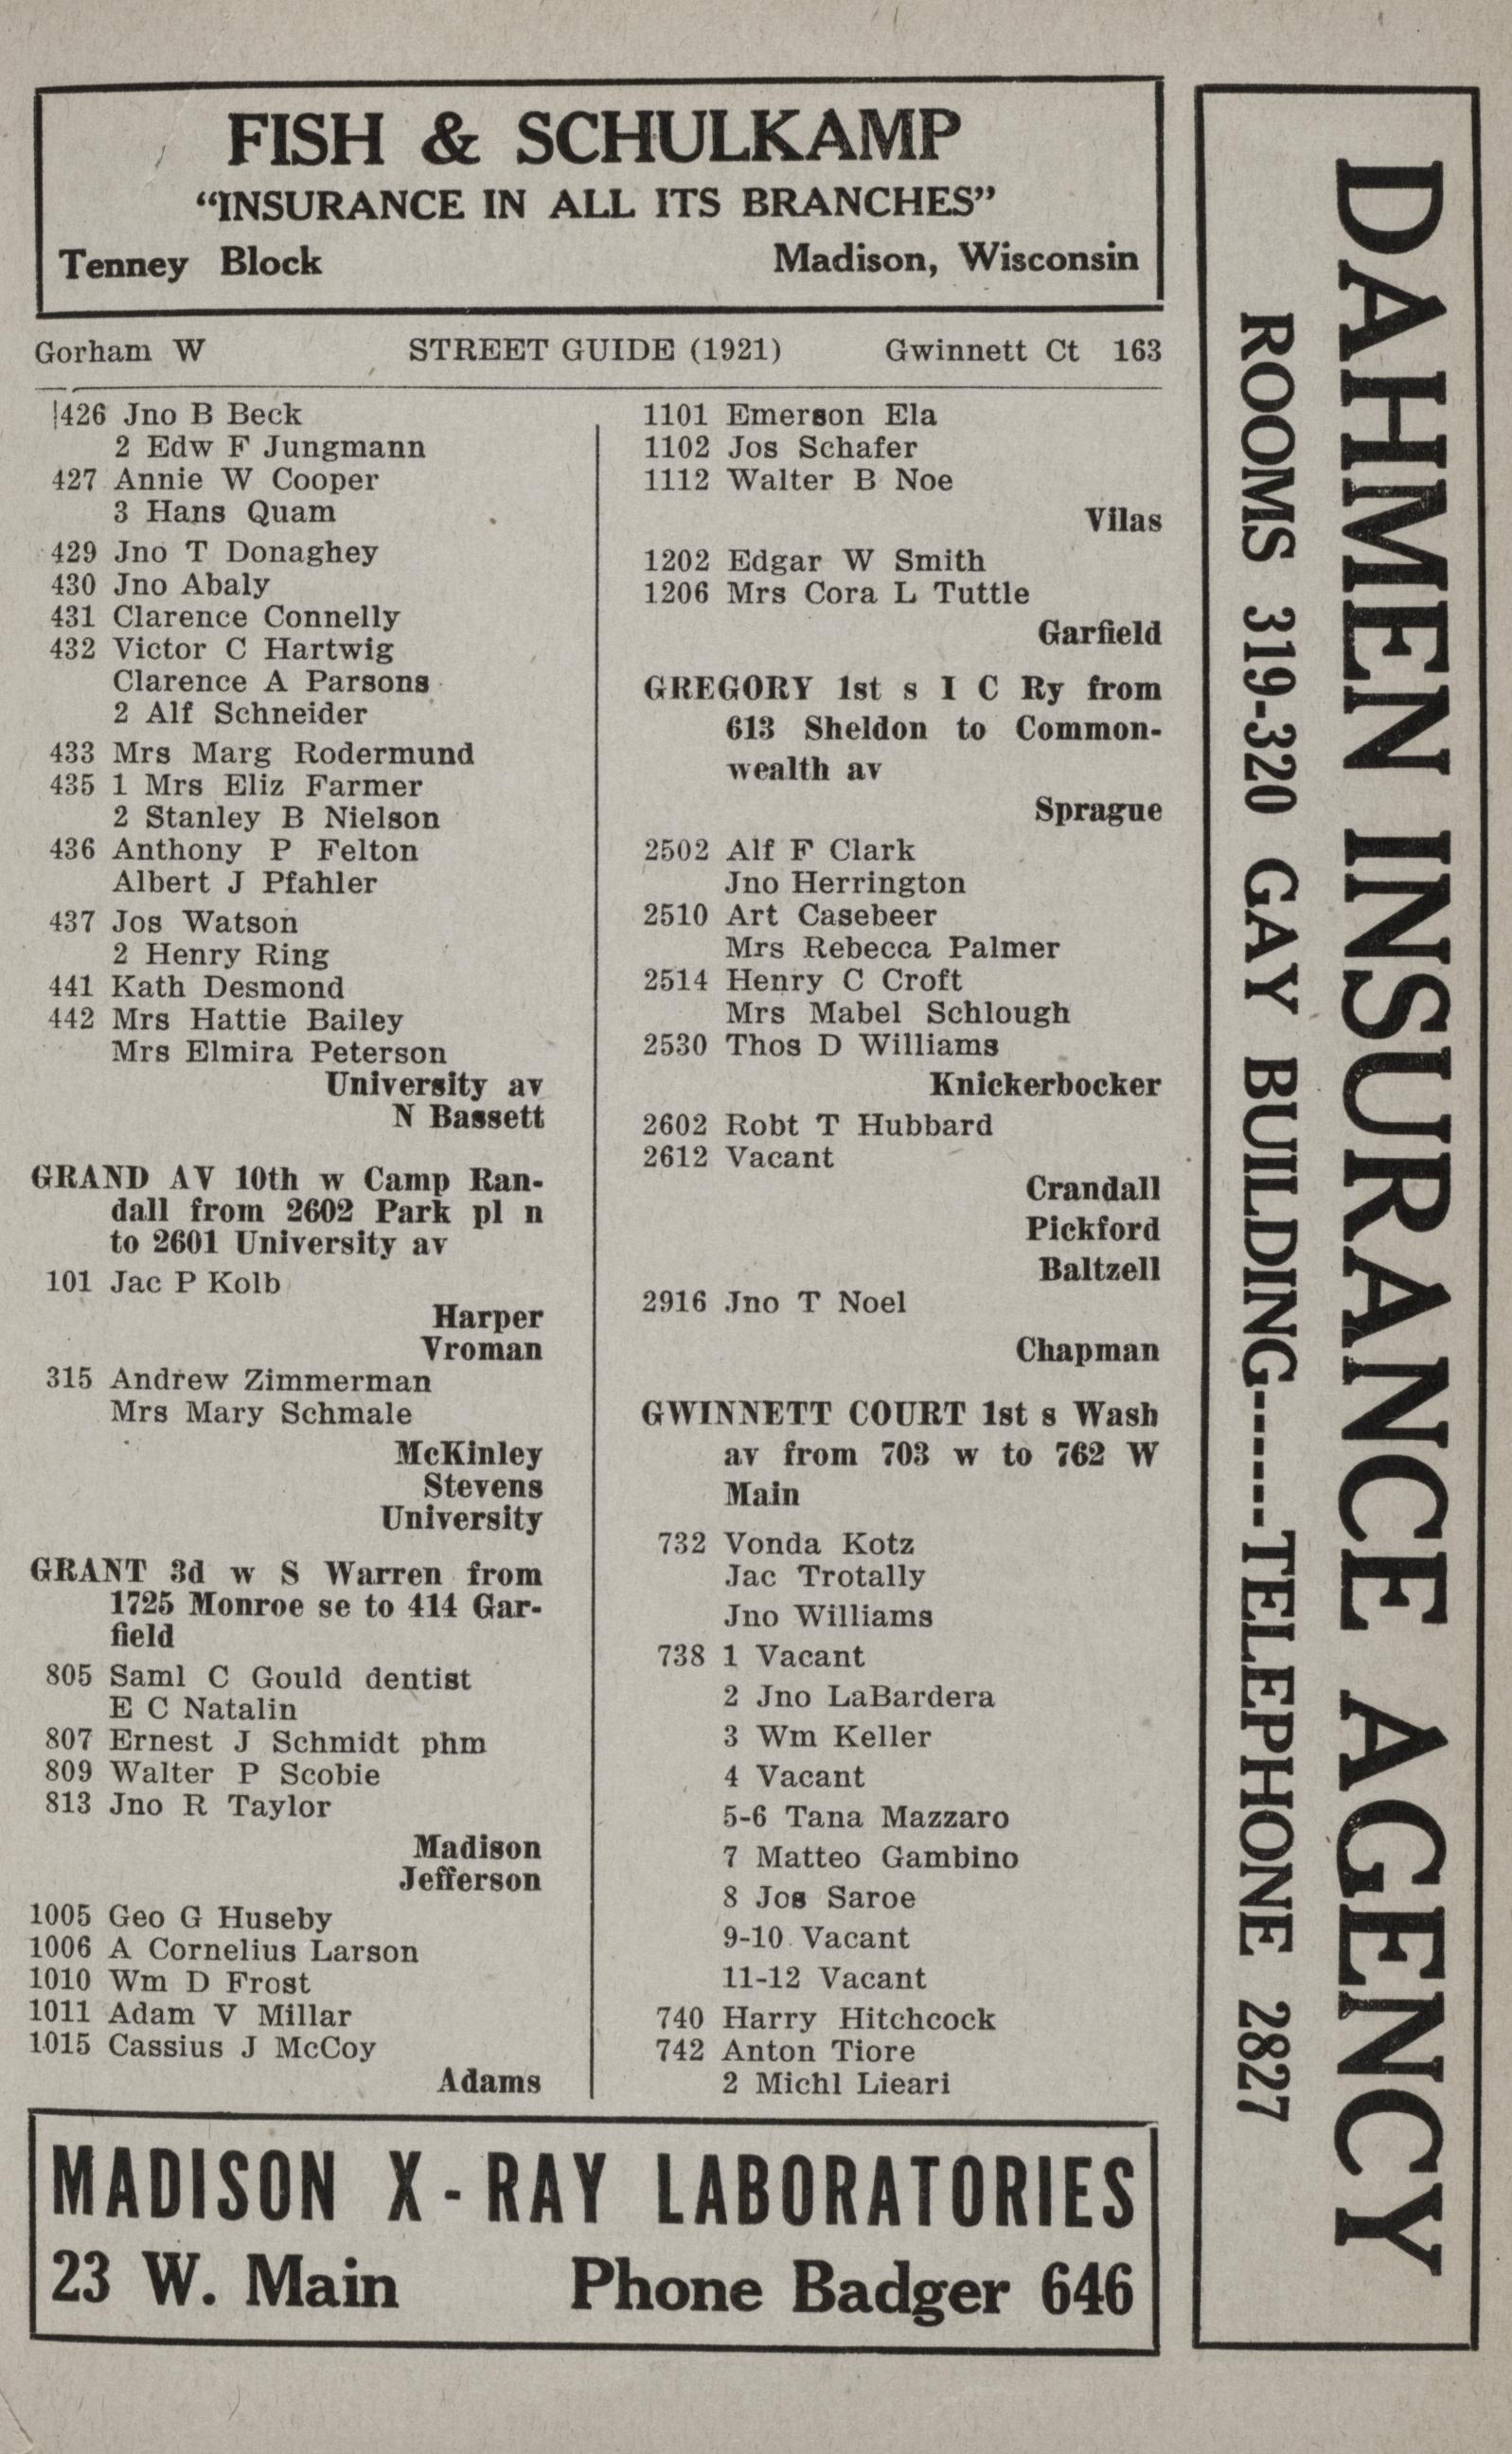 FISH & SCHULKAMP
“INSURANCE IN ALL ITS BRANCHES”
Tenney Block Madison, Wisconsin
Gorham W STREET GUIDE (1921) Gwinnett Ct 163
426 Jno B Beck
2 Edw F Jungmann
427 Annie W Cooper
3 Hans Quam
429 Jno T Donaghey
430 Jno Abaly
431 Clarence Connelly
432 Victor C Hartwig
Clarence A Parsons
2 Alf Schneider
433 Mrs Marg Rodermund
435 1 Mrs Eliz Farmer
2 Stanley B Nielson
436 Anthony P Felton
Albert J Pfahler
437 Jos Watson
2 Henry Ring
441 Kath Desmond
442 Mrs Hattie Bailey
Mrs Elmira Peterson
University av
N Bassett
GRAND AV 10th w Camp Ran-
dall from 2602 Park pl n
to 2601 University av
101 Jac P Kolb
Harper
Vroman
315 Andrew Zimmerman
Mrs Mary Schmale
McKinley
Stevens
University
GRANT 3d w S Warren from
1725 Monroe se to 414 Gar-
field
805 Saml C Gould dentist
E C Natalin
807 Ernest J Schmidt phm
809 Walter P Scobie
813 Jno R Taylor
Madison
Jefferson
1005 Geo G Huseby
1006 A Cornelius Larson
1010 Wm D Frost
1011 Adam V Millar
1015 Cassius J McCoy
Adams
1101 Emerson Ela
1102 Jos Schafer
1112 Walter B Noe
Vilas
1202 Edgar W Smith
1206 Mrs Cora L Tuttle
Garfield
GREGORY 1st s I C Ry from
613 Sheldon to Common-
wealth av
Sprague
2502 Alf F Clark
Jno Herrington
2510 Art Casebeer
Mrs Rebecca Palmer
2514 Henry C Croft
Mrs Mabel Schlough
2530 Thos D Williams
Knickerbocker
2602 Robt T Hubbard
2612 Vacant
Crandall
Pickford
Baltzell
2916 Jno T Noel
Chapman
GWINNETT COURT 1st s Wash
av from 703 w to 762 W
Main
732 Vonda Kotz
Jac Trotally
Jno Williams
738 1 Vacant
2 Jno LaBardera
3 Wm Keller
4 Vacant
5-6 Tana Mazzaro
7 Matteo Gambino
8 Jos Saroe
9-10 Vacant
11-12 Vacant
740 Harry Hitchcock
742 Anton Tiore
2 Michl Lieari
MADISON X-RAY LABORATORIES
23 W. Main Phone Badger 646
DAHMEN INSURANCE AGENCY
ROOMS 319-320 GAY BUILDING------TELEPHONE 2827